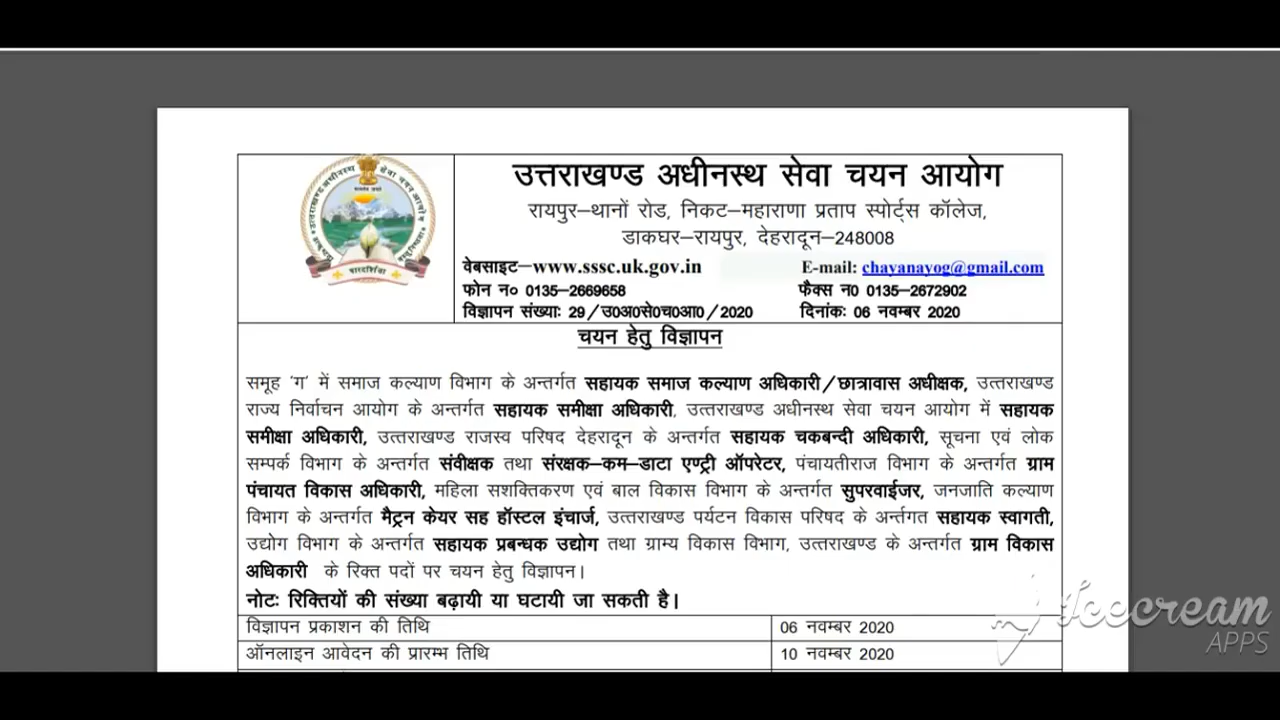 उत्तराखण्ड अधीनस्थ सेवा चयन आयोग
रायपुर–थानों रोड, निकट–महाराणा प्रताप स्पोर्ट्स कॉलेज,
डाकघर–रायपुर, देहरादून–248008
वेबसाइट–www.sssc.uk.gov.in E-mail: chayanayog@gmail.com
फोन न० 0135–2669658 फैक्स न0 0135–2672902
विज्ञापन संख्याः 29/उ0अ0से0च0आ0/2020 दिनांकः 06 नवम्बर 2020
चयन हेतु विज्ञापन
समूह 'ग' में समाज कल्याण विभाग के अन्तर्गत सहायक समाज कल्याण अधिकारी/छात्रावास अधीक्षक, उत्तराखण्ड
राज्य निर्वाचन आयोग के अन्तर्गत सहायक समीक्षा अधिकारी, उत्तराखण्ड अधीनस्थ सेवा चयन आयोग में सहायक
समीक्षा अधिकारी, उत्तराखण्ड राजस्व परिषद देहरादून के अन्तर्गत सहायक चकबन्दी अधिकारी, सूचना एवं लोक
सम्पर्क विभाग के अन्तर्गत संवीक्षक तथा संरक्षक–कम–डाटा एण्ट्री ऑपरेटर, पंचायतीराज विभाग के अन्तर्गत ग्राम
पंचायत विकास अधिकारी, महिला सशक्तिकरण एवं बाल विकास विभाग के अन्तर्गत सुपरवाईजर, जनजाति कल्याण
विभाग के अन्तर्गत मैट्रन केयर सह हॉस्टल इंचार्ज, उत्तराखण्ड पर्यटन विकास परिषद के अर्न्तगत सहायक स्वागती,
उद्योग विभाग के अन्तर्गत सहायक प्रबन्धक उद्योग तथा ग्राम्य विकास विभाग, उत्तराखण्ड के अन्तर्गत ग्राम विकास
अधिकारी के रिक्त पदों पर चयन हेतु विज्ञापन।
नोटः रिक्तियों की संख्या बढ़ायी या घटायी जा सकती है।
विज्ञापन प्रकाशन की तिथि 06 नवम्बर 2020
ऑनलाइन आवेदन की प्रारम्भ तिथि 10 नवम्बर 2020
Icecream
APPS